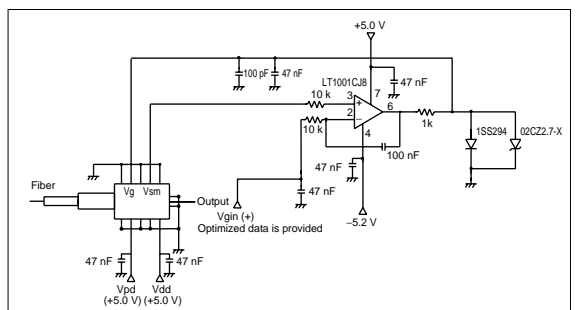 +5.0 V
100 pF
47 nF
LT1001CJ8
47 nF
10 k
3
+
7
6
2
−
10 k
4
1k
1SS294
02CZ2.7-X
100 nF
47 nF
Vg
Vsm
Fiber
Output
47 nF
Vgin (+)
Optimized data is provided
−5.2 V
47 nF
47 nF
Vpd
Vdd
(+5.0 V)
(+5.0 V)